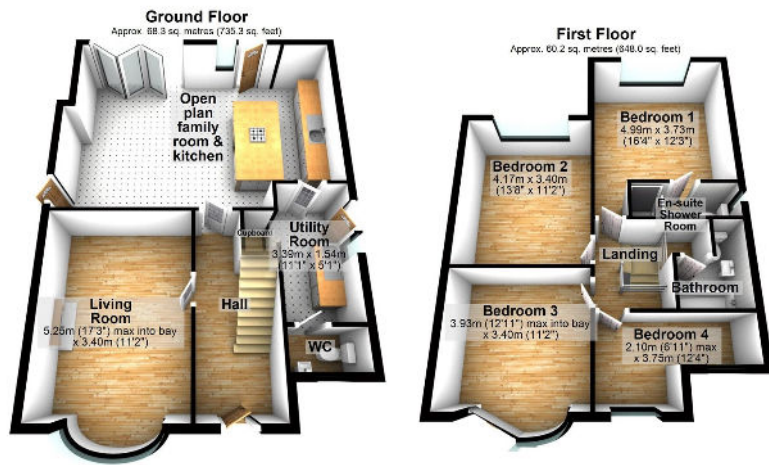 Ground Floor
Approx. 68.3 sq. metres (735.3 sq. feet)
Open
plan
family
room &
kitchen
Cupboard
Utility
Room
3.39m x 1.54m
(11'1" x 5'1")
Living
Room
5.25m (17'3") max into bay
x 3.40m (11'2")
Hall
WC
First Floor
Approx. 60.2 sq. metres (648.0 sq. feet)
Bedroom 1
4.99m x 3.73m
(16'4" x 12'3")
Bedroom 2
4.17m x 3.40m
(13'8" x 11'2")
En-suite
Shower
Room
Landing
Bathroom
Bedroom 3
3.93m (12'11") max into bay
x 3.40m (11'2")
Bedroom 4
2.10m (6'11") max
x 3.75m (12'4")